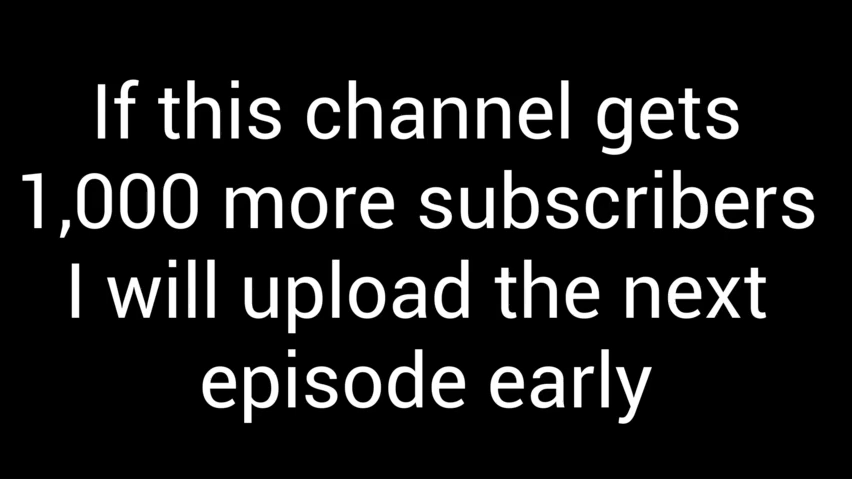 If this channel gets
1,000 more subscribers
I will upload the next
episode early